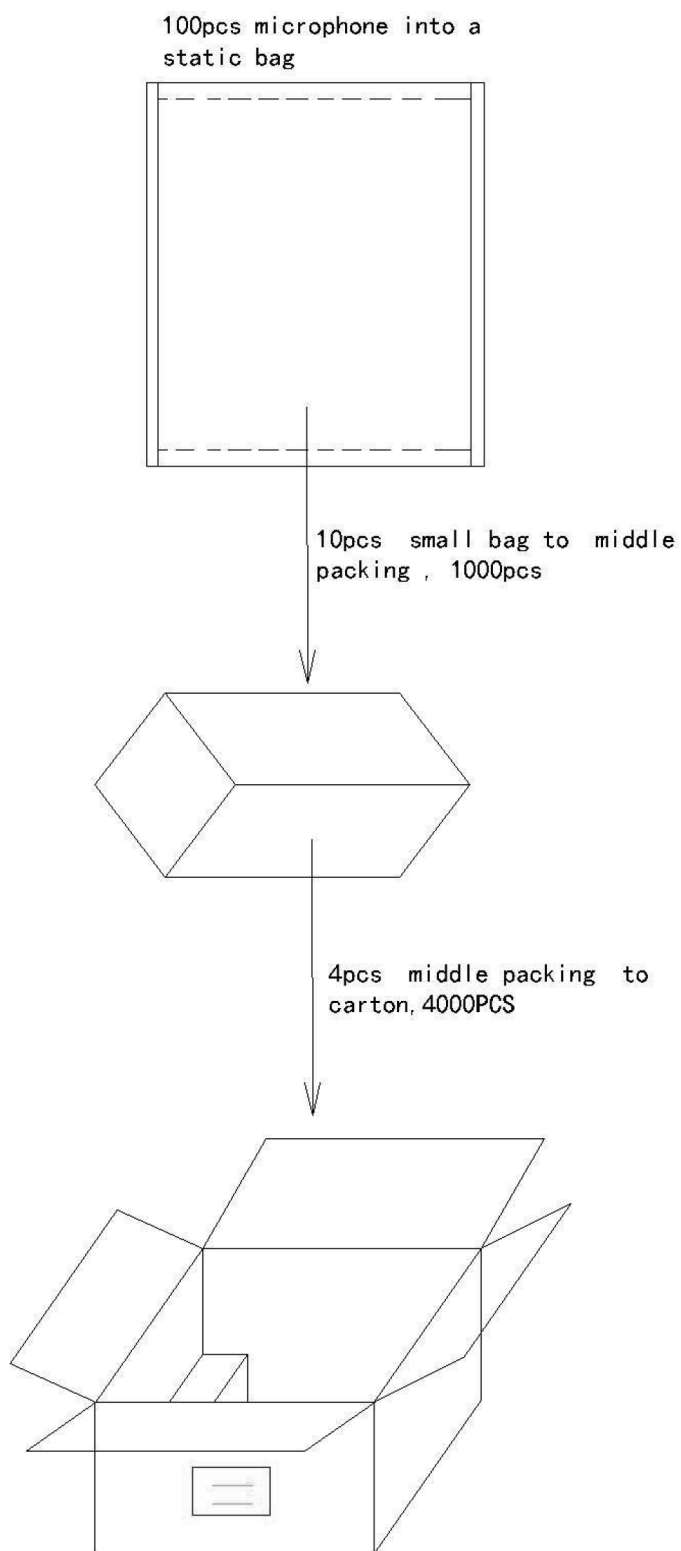 100pcs microphone into a
static bag
10pcs small bag to middle
packing , 1000pcs
4pcs middle packing to
carton, 4000PCS